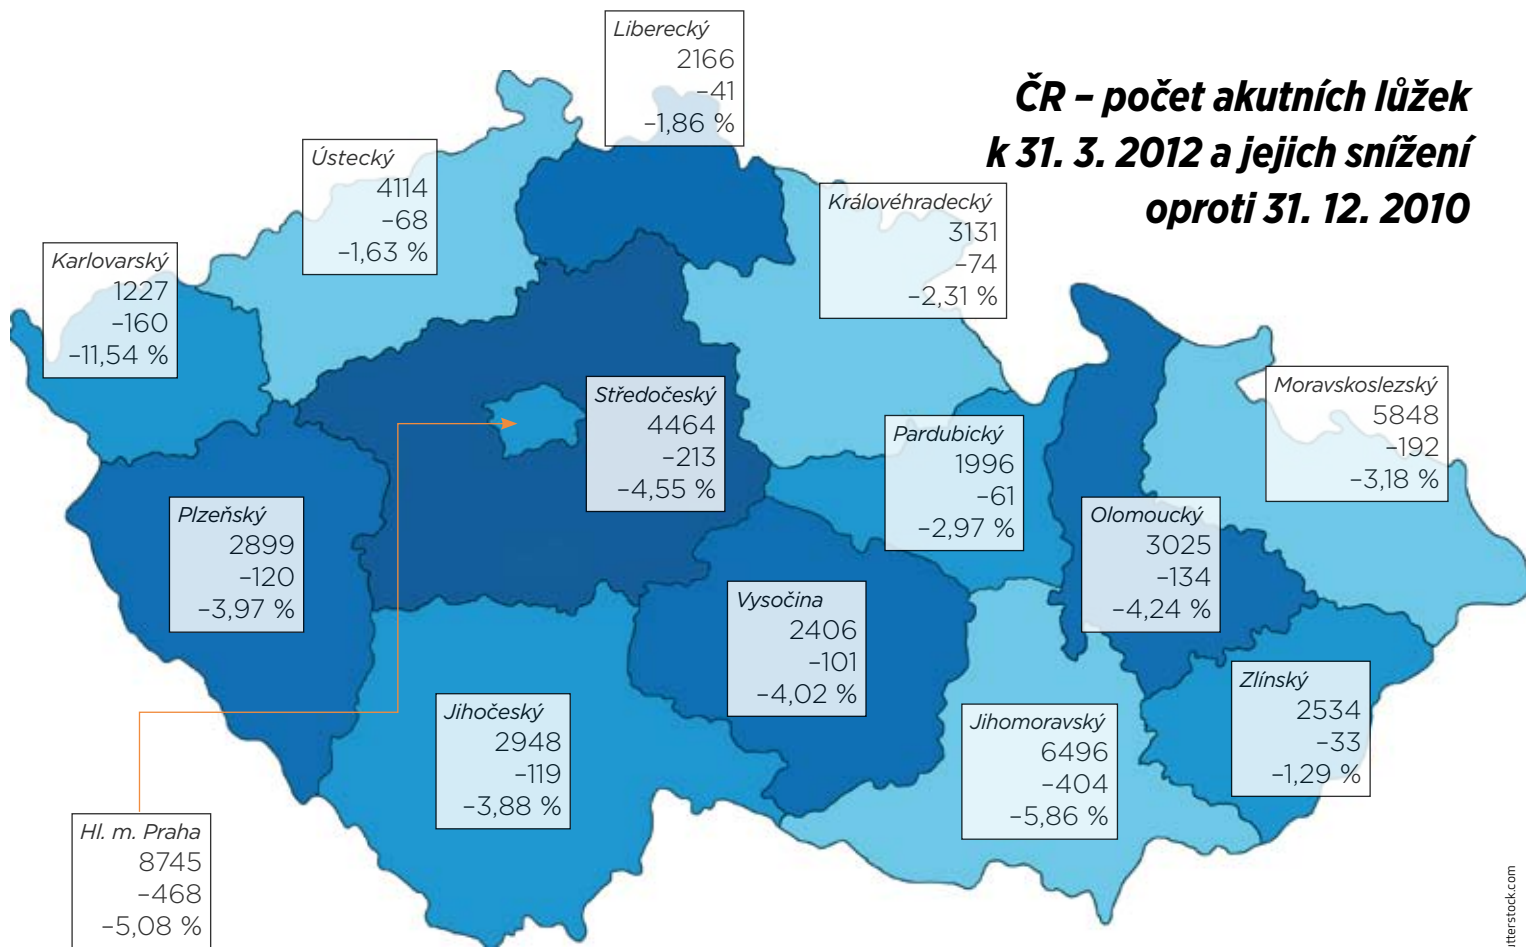 ČR – počet akutních lůžek
k 31. 3. 2012 a jejich snížení
oproti 31. 12. 2010
Liberecký
2166
–41
–1,86 %
Ústecký
4114
–68
–1,63 %
Královéhradecký
3131
–74
–2,31 %
Karlovarský
1227
–160
–11,54 %
Středočeský
4464
–213
–4,55 %
Moravskoslezský
5848
–192
–3,18 %
Pardubický
1996
–61
–2,97 %
Plzeňský
2899
–120
–3,97 %
Olomoucký
3025
–134
–4,24 %
Vysočina
2406
–101
–4,02 %
Zlínský
2534
–33
–1,29 %
Jihočeský
2948
–119
–3,88 %
Jihomoravský
6496
–404
–5,86 %
Hl. m. Praha
8745
–468
–5,08 %
utterstock.com